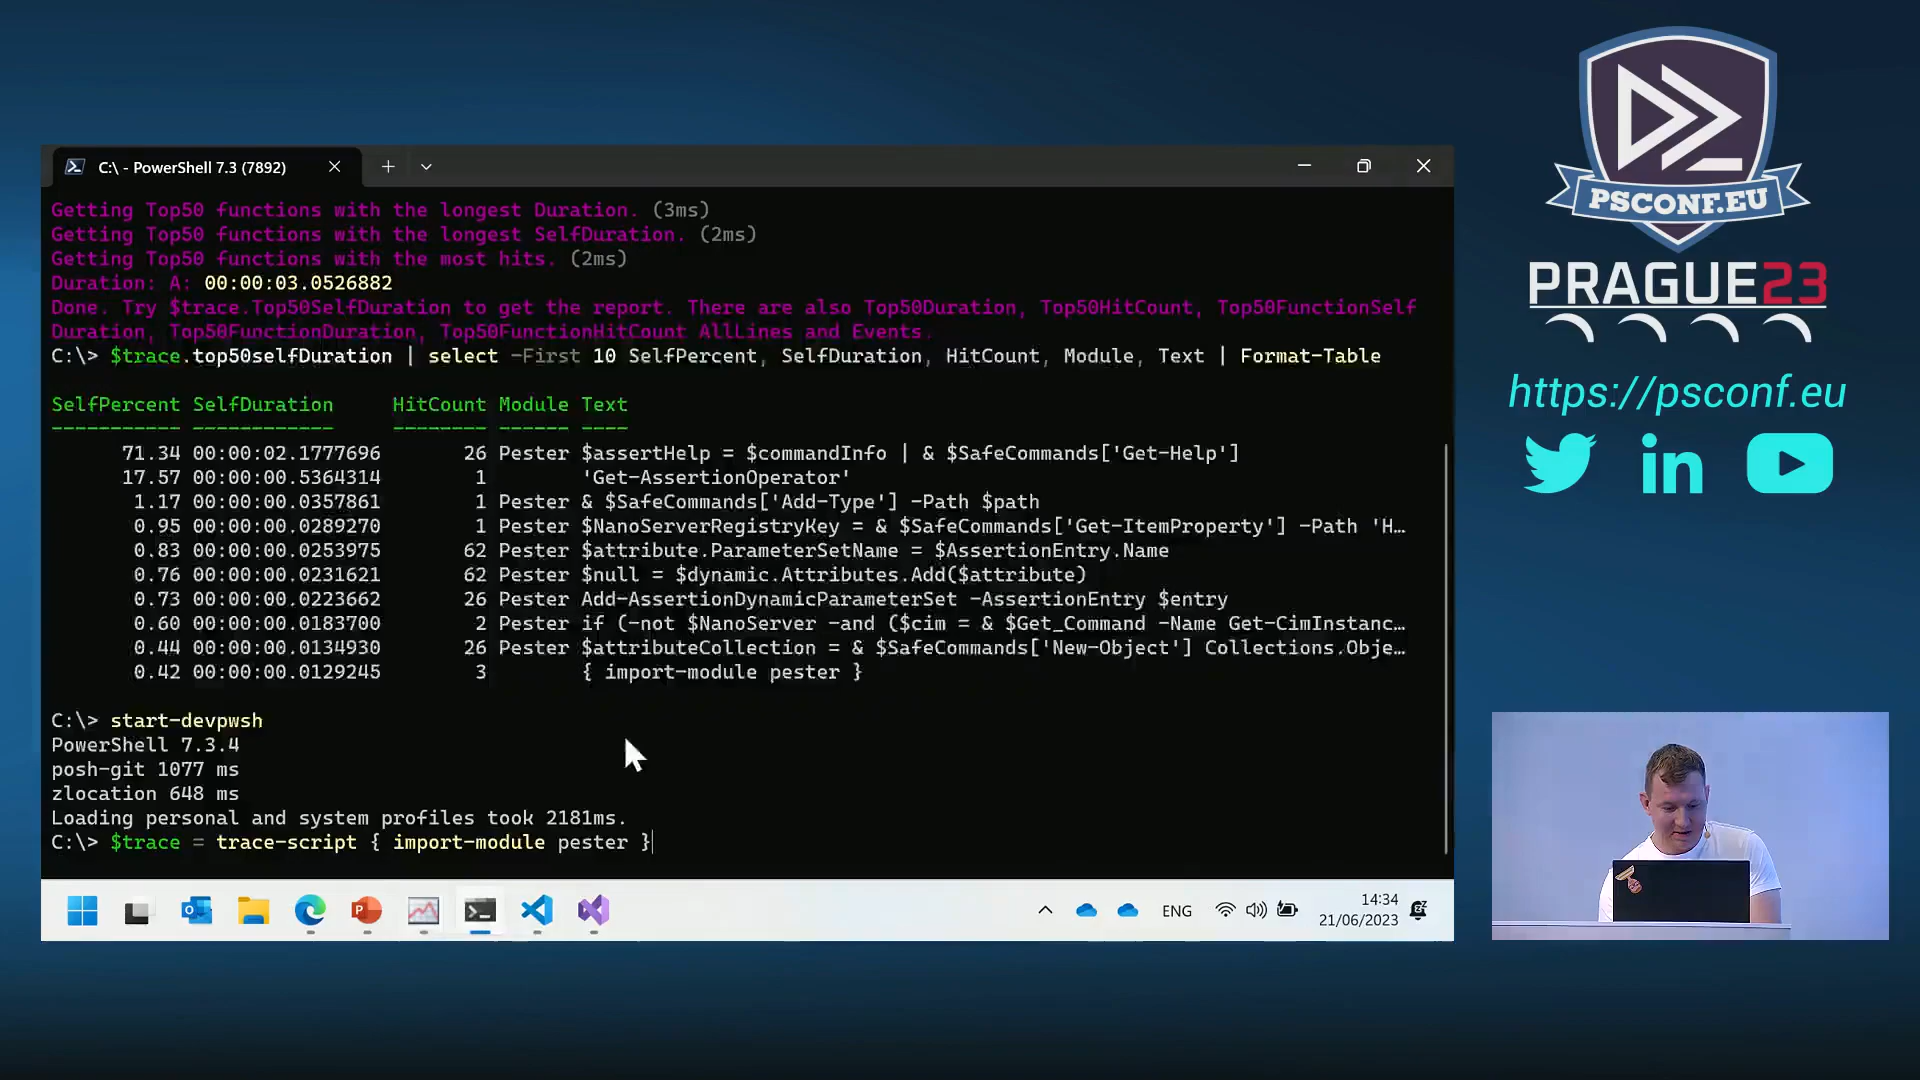 C:\ - PowerShell 7.3 (7892)
Getting Top50 functions with the longest Duration. (3ms)
Getting Top50 functions with the longest SelfDuration. (2ms)
Getting Top50 functions with the most hits. (2ms)
Duration: A: 00:00:03.0526882
Done. Try $trace.Top50SelfDuration to get the report. There are also Top50Duration, Top50HitCount, Top50FunctionSelf
Duration, Top50FunctionDuration, Top50FunctionHitCount AllLines and Events.
C:\> $trace.top50selfDuration | select -First 10 SelfPercent, SelfDuration, HitCount, Module, Text | Format-Table
SelfPercent SelfDuration HitCount Module Text
----------- ------------ -------- ------ ----
71.34 00:00:02.1777696 26 Pester $assertHelp = $commandInfo | & $SafeCommands['Get-Help']
17.57 00:00:00.5364314 1 'Get-AssertionOperator'
1.17 00:00:00.0357861 1 Pester & $SafeCommands['Add-Type'] -Path $path
0.95 00:00:00.0289270 1 Pester $NanoServerRegistryKey = & $SafeCommands['Get-ItemProperty'] -Path 'H…
0.83 00:00:00.0253975 62 Pester $attribute.ParameterSetName = $AssertionEntry.Name
0.76 00:00:00.0231621 62 Pester $null = $dynamic.Attributes.Add($attribute)
0.73 00:00:00.0223662 26 Pester Add-AssertionDynamicParameterSet -AssertionEntry $entry
0.60 00:00:00.0183700 2 Pester if (-not $NanoServer -and ($cim = & $Get_Command -Name Get-CimInstanc…
0.44 00:00:00.0134930 26 Pester $attributeCollection = & $SafeCommands['New-Object'] Collections.Obje…
0.42 00:00:00.0129245 3 { import-module pester }
C:\> start-devpwsh
PowerShell 7.3.4
posh-git 1077 ms
zlocation 648 ms
Loading personal and system profiles took 2181ms.
C:\> $trace = trace-script { import-module pester }
ENG
14:34
21/06/2023
PSCONF.EU
PRAGUE23
https://psconf.eu
in